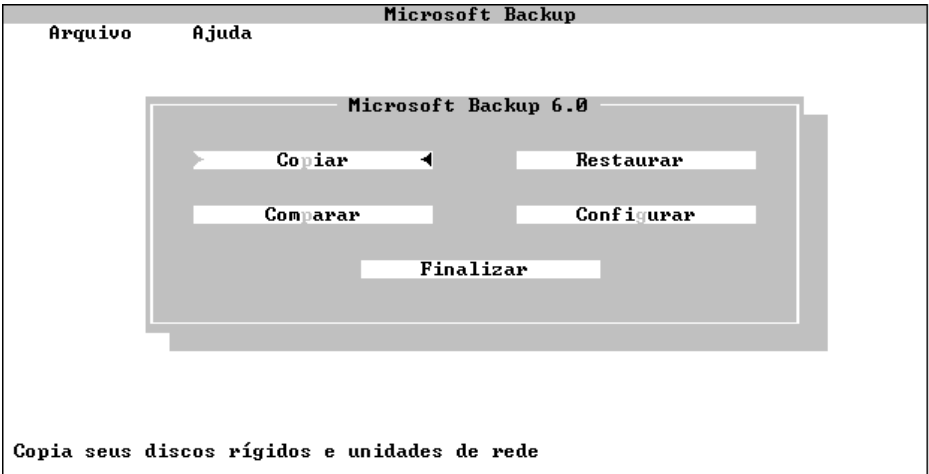 Microsoft Backup
Arquivo Ajuda
Microsoft Backup 6.0
Copiar Restaurar
Comparar Configurar
Finalizar
Copia seus discos rígidos e unidades de rede